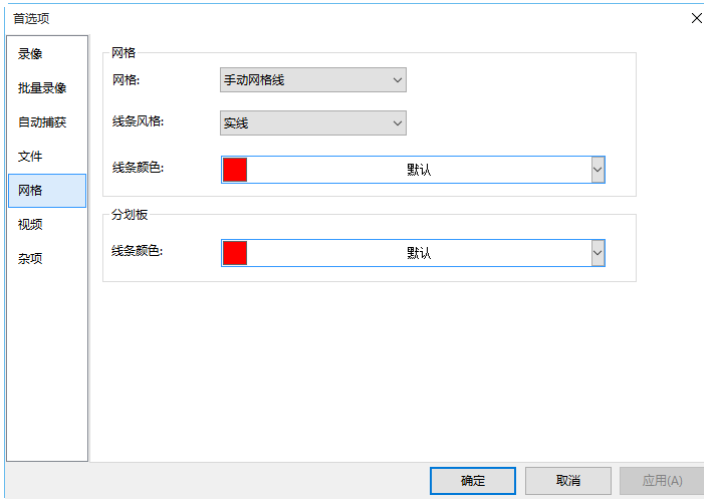 首选项
录像
批量录像
自动捕获
文件
网格
视频
杂项
网格
网格: 手动网格线
线条风格: 实线
线条颜色: 默认
分划板
线条颜色: 默认
确定 取消 应用(A)